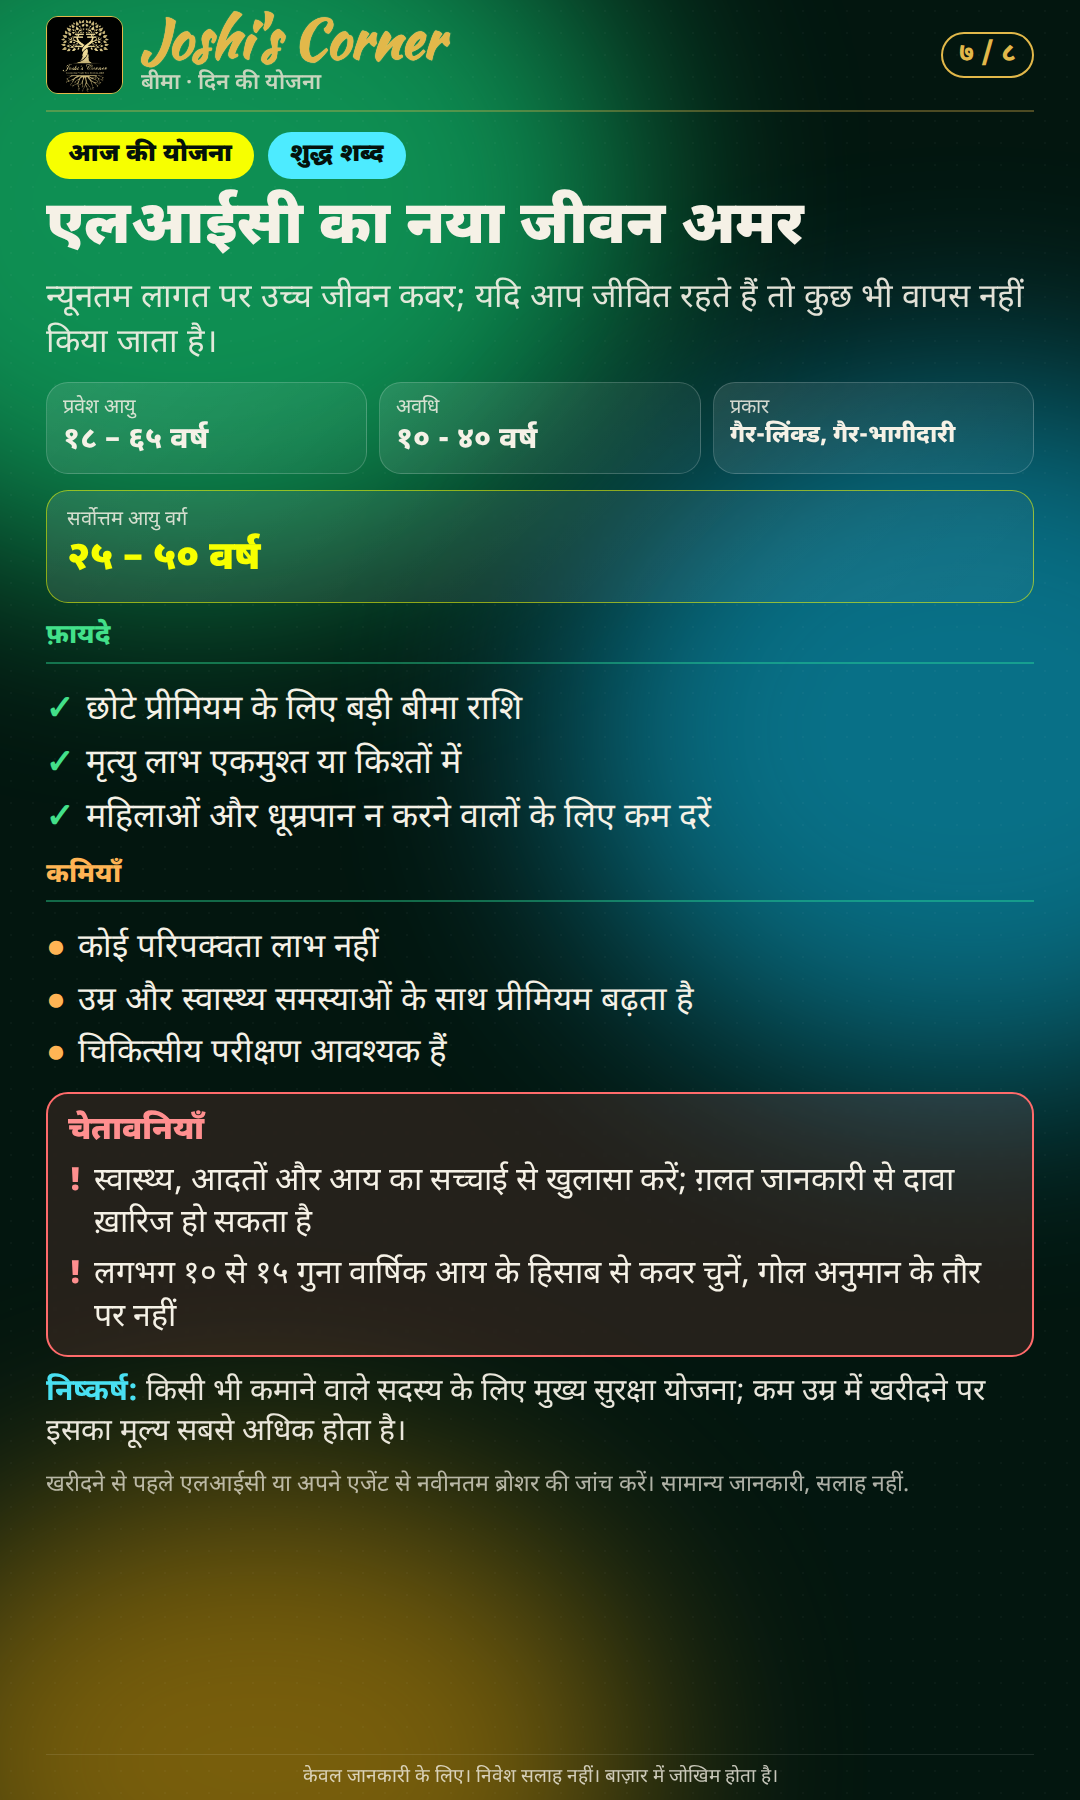 Joshi's Corner
Joshi's Corner
बीमा · दिन की योजना
७ / ८
आज की योजना
शुद्ध शब्द
एलआईसी का नया जीवन अमर
न्यूनतम लागत पर उच्च जीवन कवर; यदि आप जीवित रहते हैं तो कुछ भी वापस नहीं
किया जाता है।
प्रवेश आयु
१८ – ६५ वर्ष
अवधि
१० - ४० वर्ष
प्रकार
गैर-लिंक्ड, गैर-भागीदारी
सर्वोत्तम आयु वर्ग
२५ – ५० वर्ष
फ़ायदे
✓ छोटे प्रीमियम के लिए बड़ी बीमा राशि
✓ मृत्यु लाभ एकमुश्त या किश्तों में
✓ महिलाओं और धूम्रपान न करने वालों के लिए कम दरें
कमियाँ
● कोई परिपक्वता लाभ नहीं
● उम्र और स्वास्थ्य समस्याओं के साथ प्रीमियम बढ़ता है
● चिकित्सीय परीक्षण आवश्यक हैं
चेतावनियाँ
! स्वास्थ्य, आदतों और आय का सच्चाई से खुलासा करें; ग़लत जानकारी से दावा
ख़ारिज हो सकता है
! लगभग १० से १५ गुना वार्षिक आय के हिसाब से कवर चुनें, गोल अनुमान के तौर
पर नहीं
निष्कर्ष: किसी भी कमाने वाले सदस्य के लिए मुख्य सुरक्षा योजना; कम उम्र में खरीदने पर
इसका मूल्य सबसे अधिक होता है।
खरीदने से पहले एलआईसी या अपने एजेंट से नवीनतम ब्रोशर की जांच करें। सामान्य जानकारी, सलाह नहीं.
केवल जानकारी के लिए। निवेश सलाह नहीं। बाज़ार में जोखिम होता है।